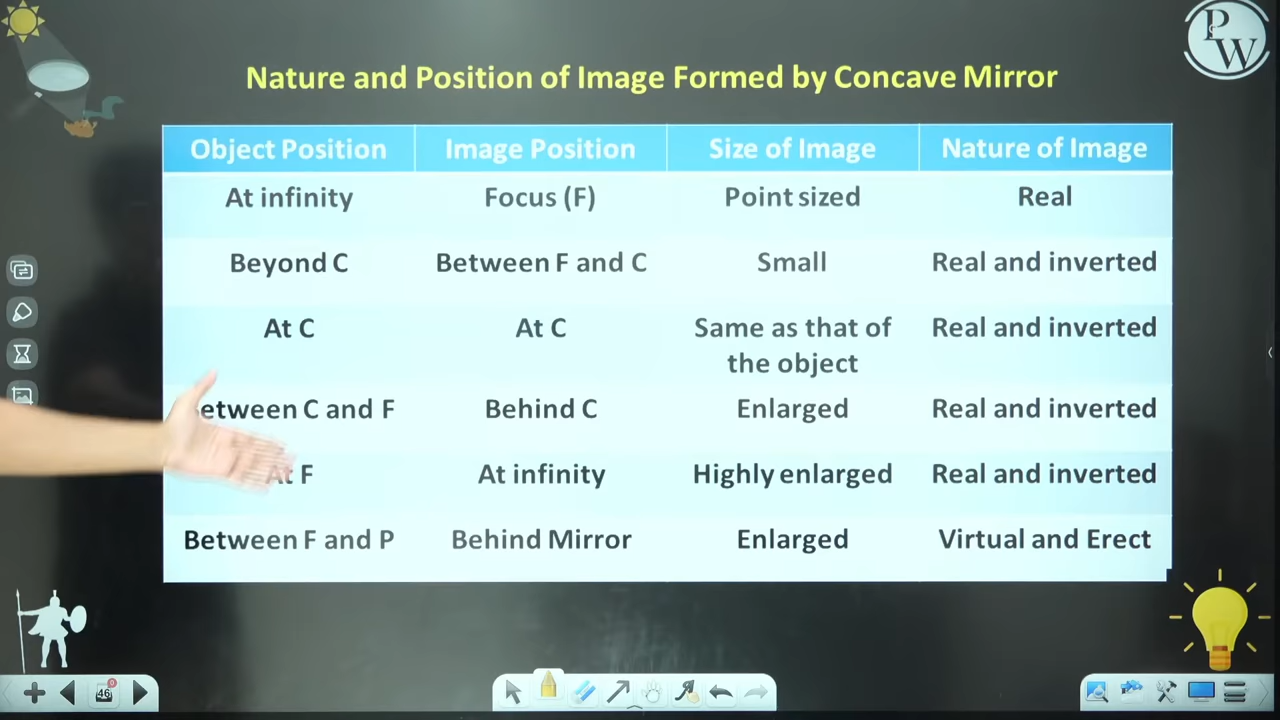 PW
Nature and Position of Image Formed by Concave Mirror
Object Position Image Position Size of Image Nature of Image
At infinity Focus (F) Point sized Real
Beyond C Between F and C Small Real and inverted
At C At C Same as that of the object Real and inverted
etween C and F Behind C Enlarged Real and inverted
At F At infinity Highly enlarged Real and inverted
Between F and P Behind Mirror Enlarged Virtual and Erect
46